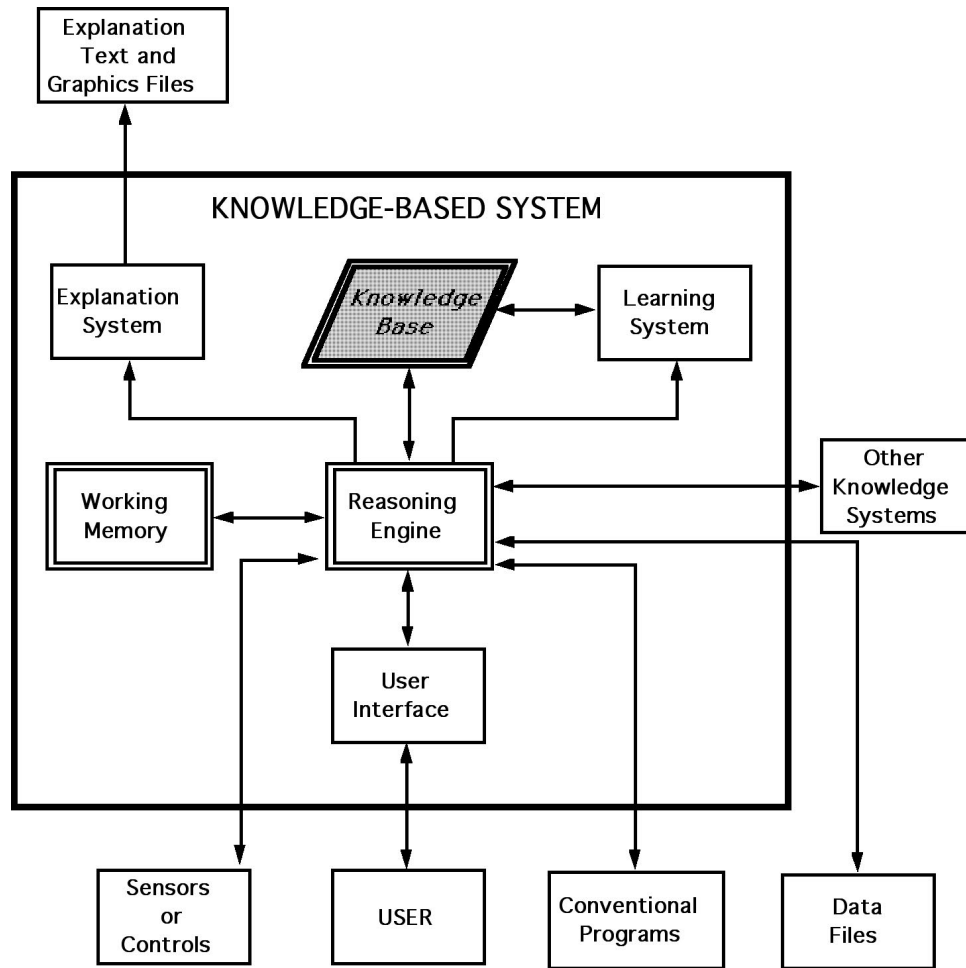 Explanation
Text and
Graphics Files
KNOWLEDGE-BASED SYSTEM
Explanation
System
Knowledge
Base
Learning
System
Working
Memory
Reasoning
Engine
Other
Knowledge
Systems
User
Interface
Sensors
or
Controls
USER
Conventional
Programs
Data
Files